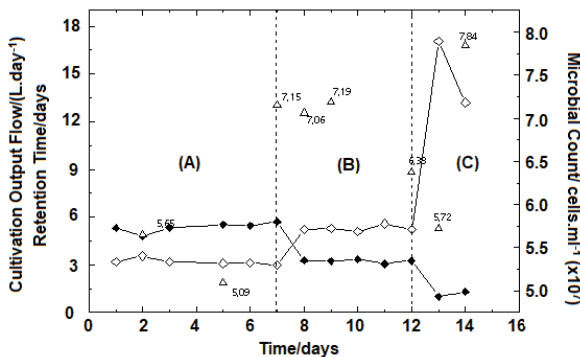 18
15
12
9
6
3
0
Cultivation Output Flow/(L.day⁻¹)
Retention Time/days
0 2 4 6 8 10 12 14 16
Time/days
8.0
7.5
7.0
6.5
6.0
5.5
5.0
Microbial Count/ cells.ml⁻¹ (x10⁷)
(A)
(B)
(C)
5,65
5,09
7,15
7,06
7,19
6,38
5,72
7,84